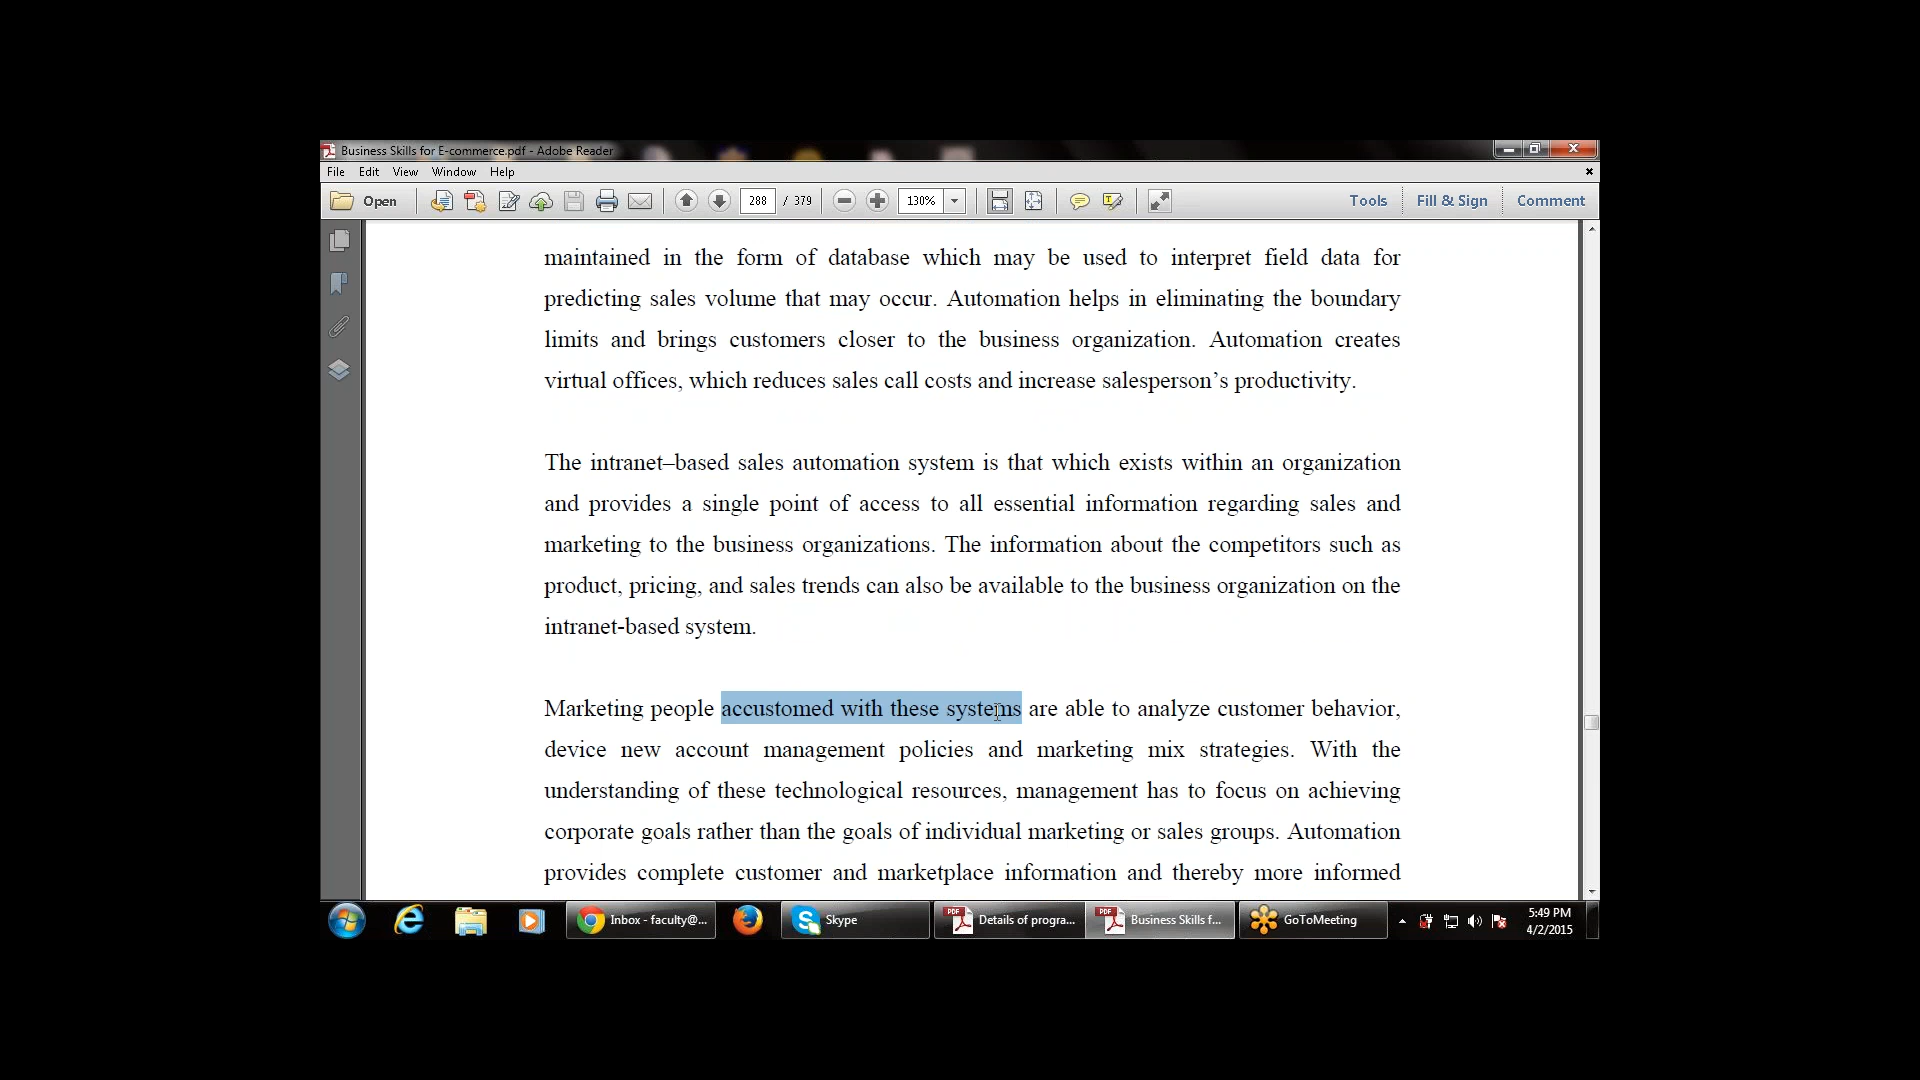 Business Skills for E-commerce.pdf - Adobe Reader
File Edit View Window Help
Open 288 / 379 130% Tools Fill & Sign Comment
maintained in the form of database which may be used to interpret field data for
predicting sales volume that may occur. Automation helps in eliminating the boundary
limits and brings customers closer to the business organization. Automation creates
virtual offices, which reduces sales call costs and increase salesperson’s productivity.
The intranet–based sales automation system is that which exists within an organization
and provides a single point of access to all essential information regarding sales and
marketing to the business organizations. The information about the competitors such as
product, pricing, and sales trends can also be available to the business organization on the
intranet-based system.
Marketing people accustomed with these systems are able to analyze customer behavior,
device new account management policies and marketing mix strategies. With the
understanding of these technological resources, management has to focus on achieving
corporate goals rather than the goals of individual marketing or sales groups. Automation
provides complete customer and marketplace information and thereby more informed
Inbox - faculty@... Skype Details of progra... Business Skills f... GoToMeeting 5:49 PM
4/2/2015